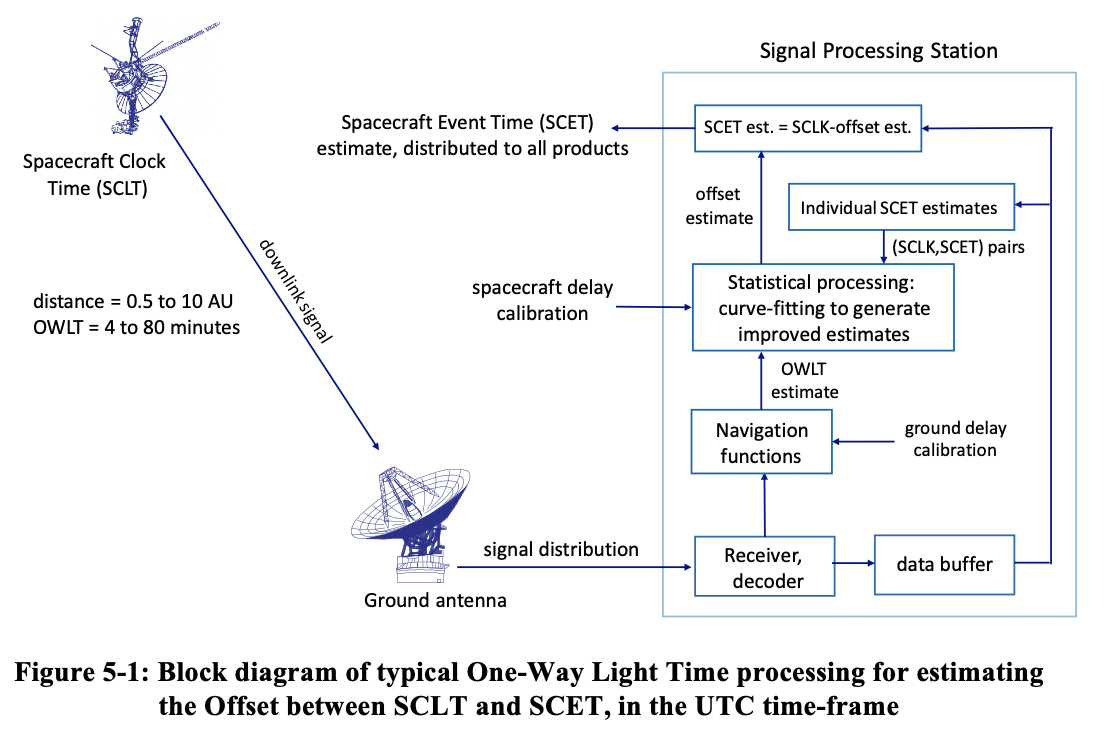 Signal Processing Station
Spacecraft Clock
Time (SCLT)
Spacecraft Event Time (SCET)
estimate, distributed to all products
SCET est. = SCLK-offset est.
offset
estimate
Individual SCET estimates
(SCLK,SCET) pairs
downlink signal
distance = 0.5 to 10 AU
OWLT = 4 to 80 minutes
spacecraft delay
calibration
Statistical processing:
curve-fitting to generate
improved estimates
OWLT
estimate
Navigation
functions
ground delay
calibration
signal distribution
Receiver,
decoder
data buffer
Ground antenna
Figure 5-1: Block diagram of typical One-Way Light Time processing for estimating
the Offset between SCLT and SCET, in the UTC time-frame